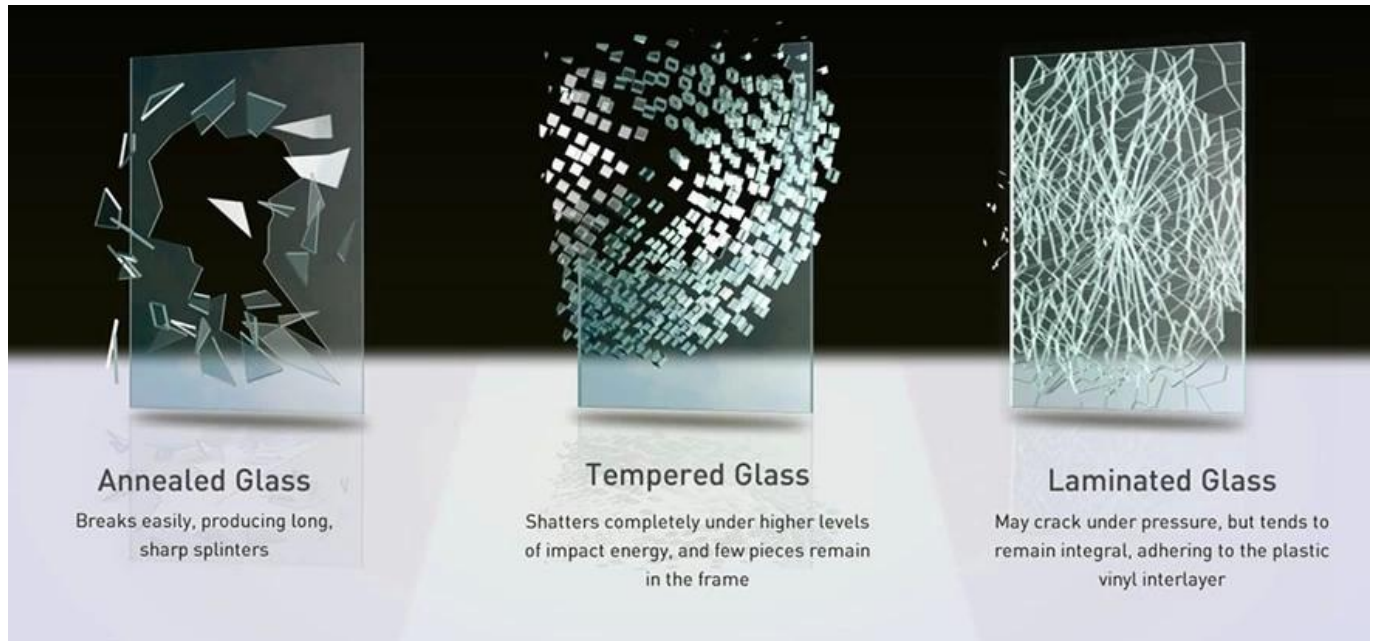 Annealed Glass
Breaks easily, producing long,
sharp splinters
Tempered Glass
Shatters completely under higher levels
of impact energy, and few pieces remain
in the frame
Laminated Glass
May crack under pressure, but tends to
remain integral, adhering to the plastic
vinyl interlayer